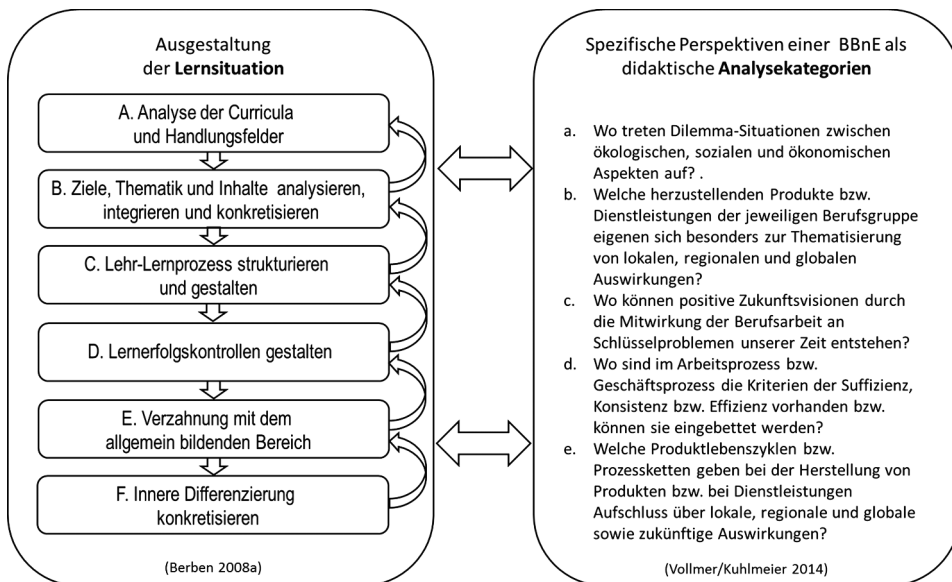 Ausgestaltung
der Lernsituation
A. Analyse der Curricula
und Handlungsfelder
B. Ziele, Thematik und Inhalte analysieren,
integrieren und konkretisieren
C. Lehr-Lernprozess strukturieren
und gestalten
D. Lernerfolgskontrollen gestalten
E. Verzahnung mit dem
allgemein bildenden Bereich
F. Innere Differenzierung
konkretisieren
(Berben 2008a)
Spezifische Perspektiven einer BBnE als
didaktische Analysekategorien
a. Wo treten Dilemma-Situationen zwischen
ökologischen, sozialen und ökonomischen
Aspekten auf? .
b. Welche herzustellenden Produkte bzw.
Dienstleistungen der jeweiligen Berufsgruppe
eigenen sich besonders zur Thematisierung
von lokalen, regionalen und globalen
Auswirkungen?
c. Wo können positive Zukunftsvisionen durch
die Mitwirkung der Berufsarbeit an
Schlüsselproblemen unserer Zeit entstehen?
d. Wo sind im Arbeitsprozess bzw.
Geschäftsprozess die Kriterien der Suffizienz,
Konsistenz bzw. Effizienz vorhanden bzw.
können sie eingebettet werden?
e. Welche Produktlebenszyklen bzw.
Prozessketten geben bei der Herstellung von
Produkten bzw. bei Dienstleistungen
Aufschluss über lokale, regionale und globale
sowie zukünftige Auswirkungen?
(Vollmer/Kuhlmeier 2014)